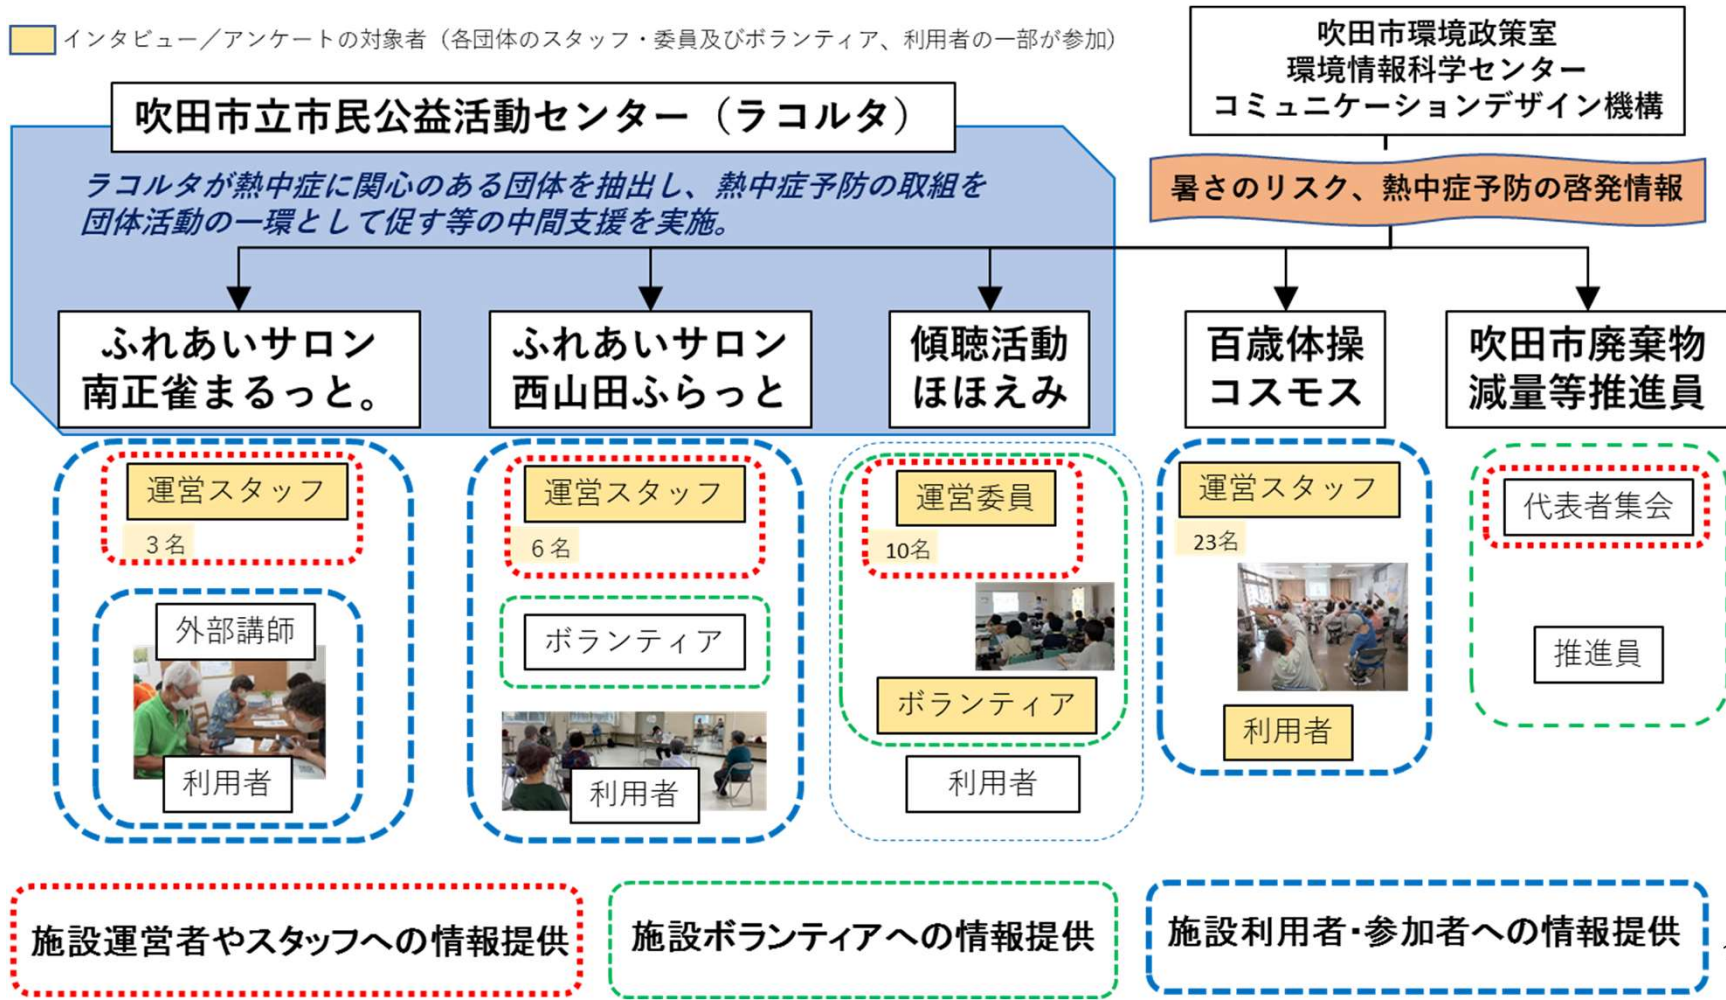 インタビュー／アンケートの対象者（各団体のスタッフ・委員及びボランティア、利用者の一部が参加）
吹田市環境政策室
環境情報科学センター
コミュニケーションデザイン機構
吹田市立市民公益活動センター（ラコルタ）
暑さのリスク、熱中症予防の啓発情報
ラコルタが熱中症に関心のある団体を抽出し、熱中症予防の取組を
団体活動の一環として促す等の中間支援を実施。
ふれあいサロン
南正雀まるっと。
ふれあいサロン
西山田ふらっと
傾聴活動
ほほえみ
百歳体操
コスモス
吹田市廃棄物
減量等推進員
運営スタッフ
3名
外部講師
利用者
運営スタッフ
6名
ボランティア
利用者
運営委員
10名
ボランティア
利用者
運営スタッフ
23名
利用者
代表者集会
推進員
施設運営者やスタッフへの情報提供
施設ボランティアへの情報提供
施設利用者・参加者への情報提供